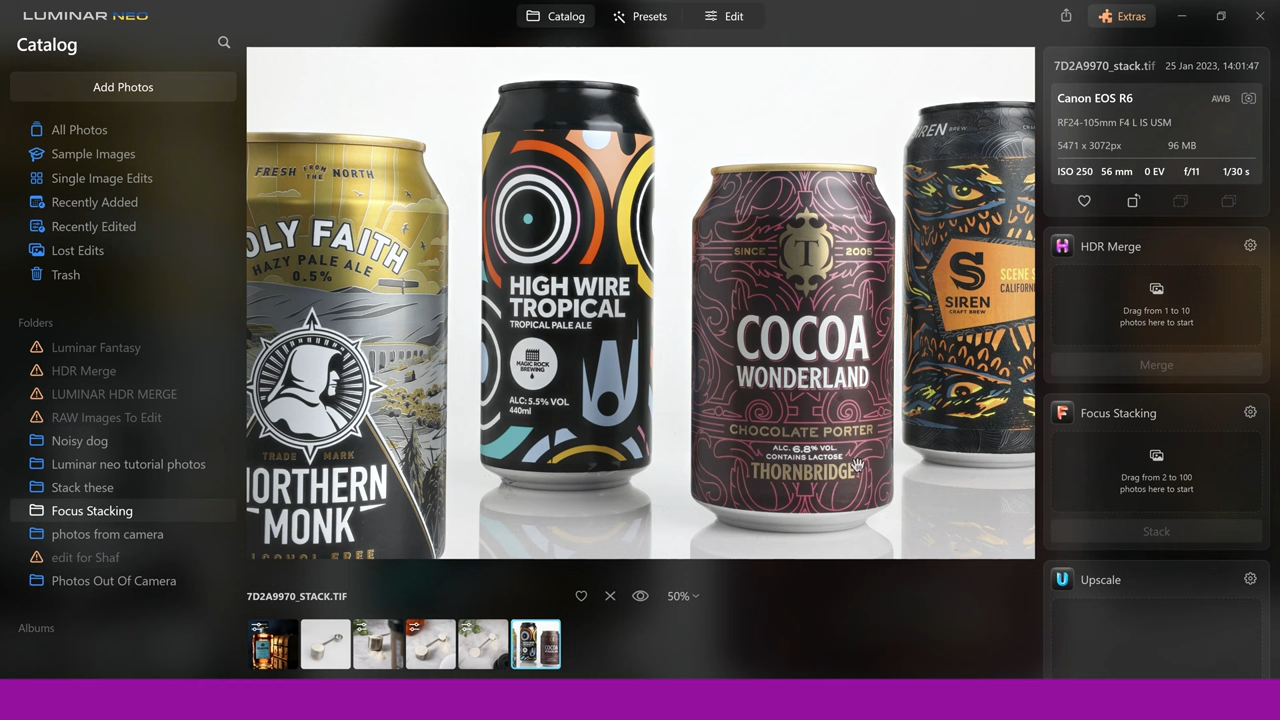 LUMINAR NEO
Catalog
Presets
Edit
Extras
Catalog
Add Photos
All Photos
Sample Images
Single Image Edits
Recently Added
Recently Edited
Lost Edits
Trash
Folders
Luminar Fantasy
HDR Merge
LUMINAR HDR MERGE
RAW Images To Edit
Noisy dog
Luminar neo tutorial photos
Stack these
Focus Stacking
photos from camera
edit for Shaf
Photos Out Of Camera
Albums
FRESH FROM THE NORTH
OLY FAITH
HAZY PALE ALE
0.5%
TRADE MARK
NORTHERN
MONK
ALCOHOL FREE
HIGH WIRE
TROPICAL
TROPICAL PALE ALE
MAGIC ROCK
BREWING
ALC: 5.5% VOL
440ml
SINCE T 2005
COCOA
WONDERLAND
CHOCOLATE PORTER
ALC. 6.8% VOL.
CONTAINS LACTOSE
THORNBRIDGE
SIREN BREW
S
SIREN
CRAFT BREW
SCENE S
CALIFORN
7D2A9970_STACK.TIF
50%
7D2A9970_stack.tif 25 Jan 2023, 14:01:47
Canon EOS R6 AWB
RF24-105mm F4 L IS USM
5471 x 3072px 96 MB
ISO 250 56 mm 0 EV f/11 1/30 s
HDR Merge
Drag from 1 to 10
photos here to start
Merge
Focus Stacking
Drag from 2 to 100
photos here to start
Stack
Upscale